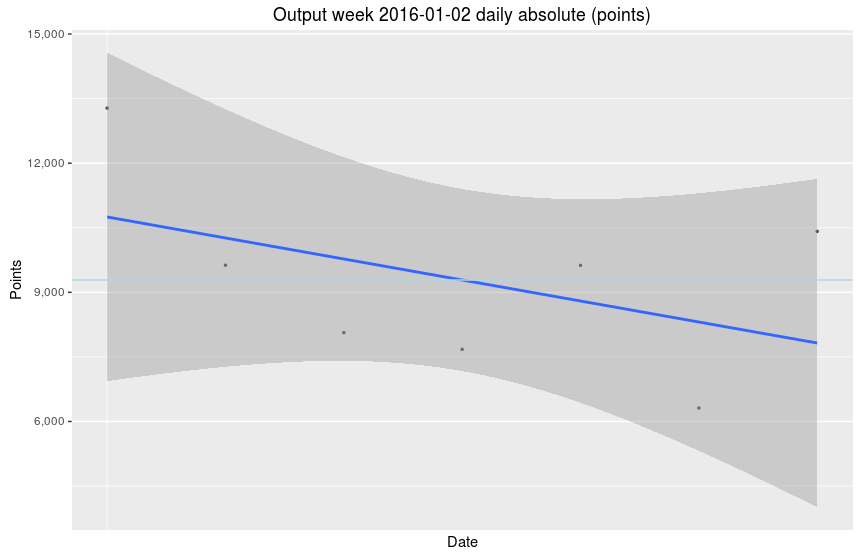 Output week 2016-01-02 daily absolute (points)
15,000
12,000
9,000
6,000
Points
Date